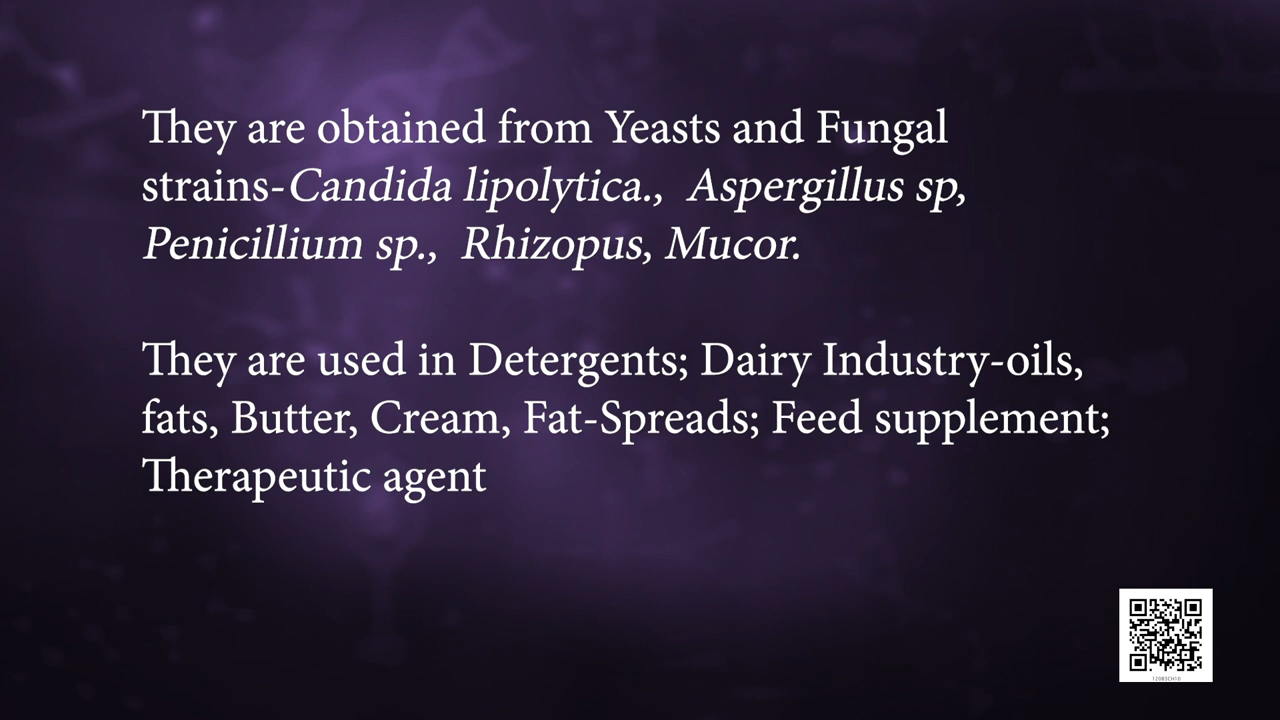 They are obtained from Yeasts and Fungal
strains-Candida lipolytica., Aspergillus sp,
Penicillium sp., Rhizopus, Mucor.
They are used in Detergents; Dairy Industry-oils,
fats, Butter, Cream, Fat-Spreads; Feed supplement;
Therapeutic agent